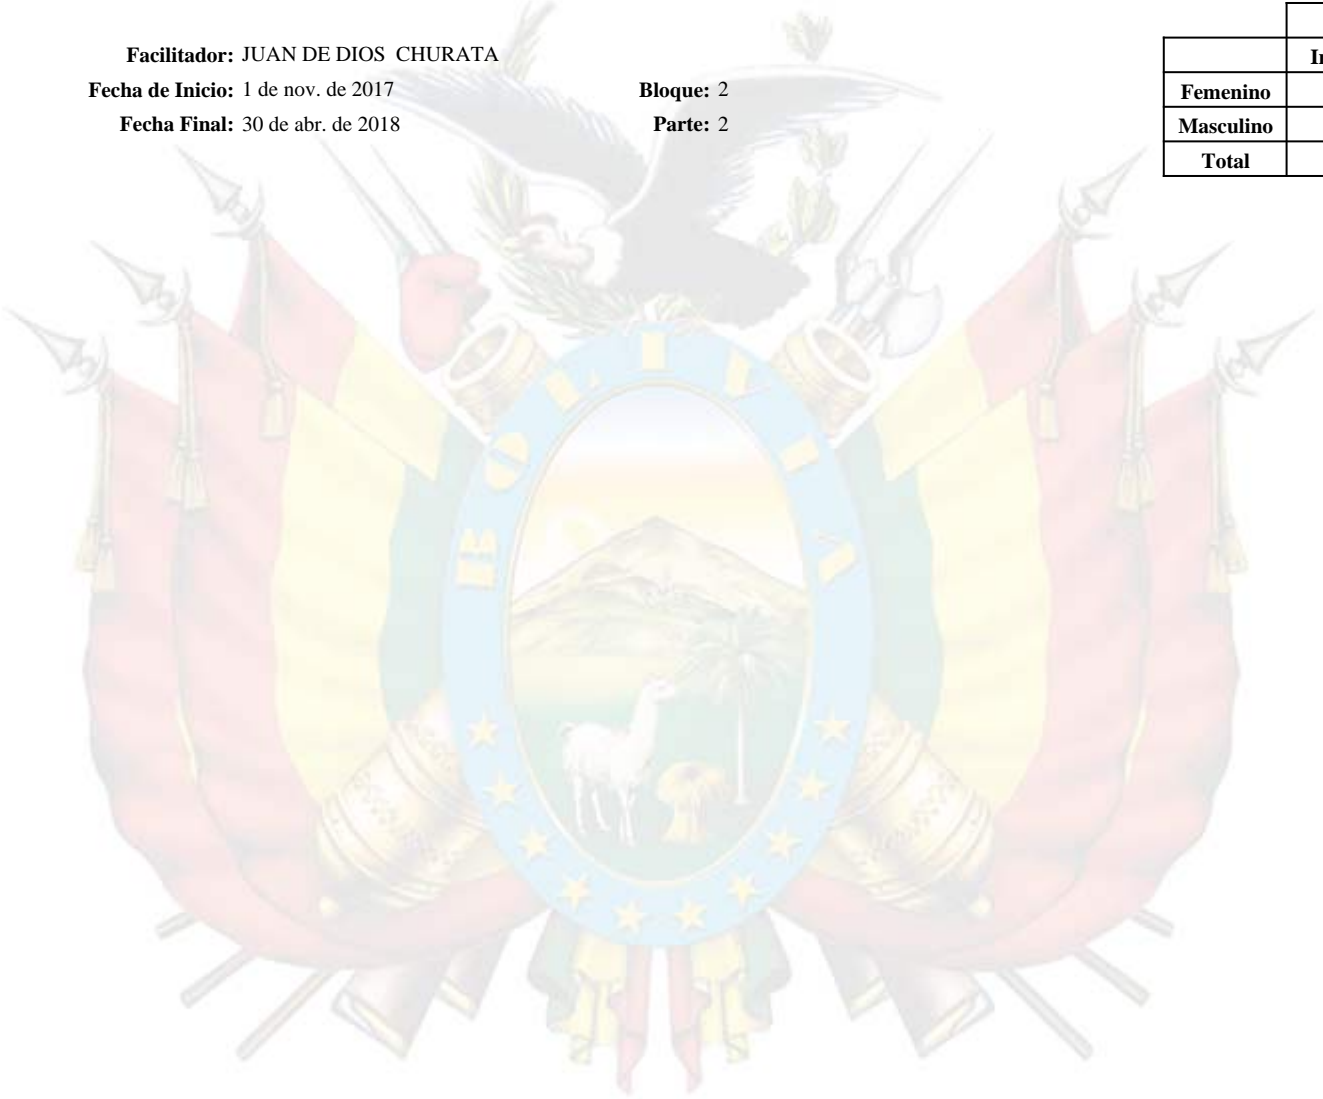 Facilitador: JUAN DE DIOS CHURATA
Fecha de Inicio: 1 de nov. de 2017 Bloque: 2
Fecha Final: 30 de abr. de 2018 Parte: 2
Femenino
Masculino
Total
BOLIVIA